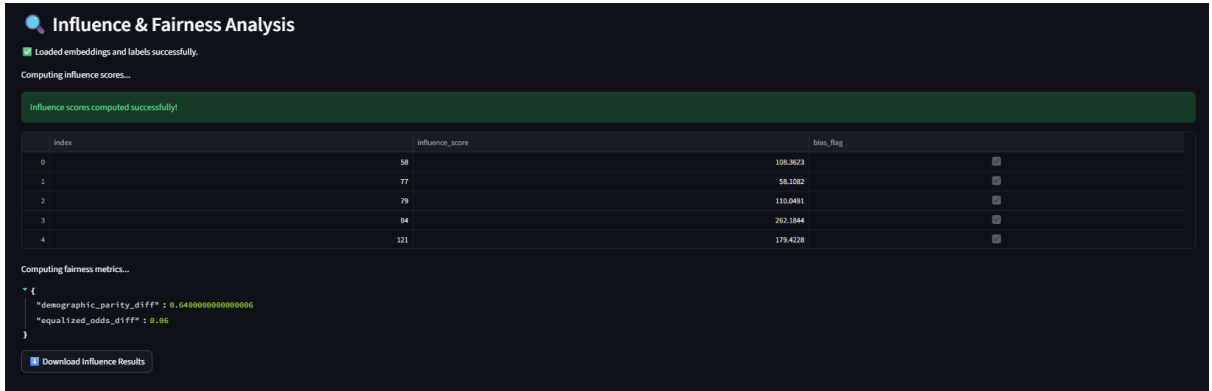 Influence & Fairness Analysis
Loaded embeddings and labels successfully.
Computing influence scores...
Influence scores computed successfully!
index influence_score bias_flag
0 58 108.3623
1 77 58.1082
2 79 110.0491
3 84 262.1844
4 121 179.4228
Computing fairness metrics...
{
"demographic_parity_diff" : 0.6400000000000006
"equalized_odds_diff" : 0.06
}
Download Influence Results